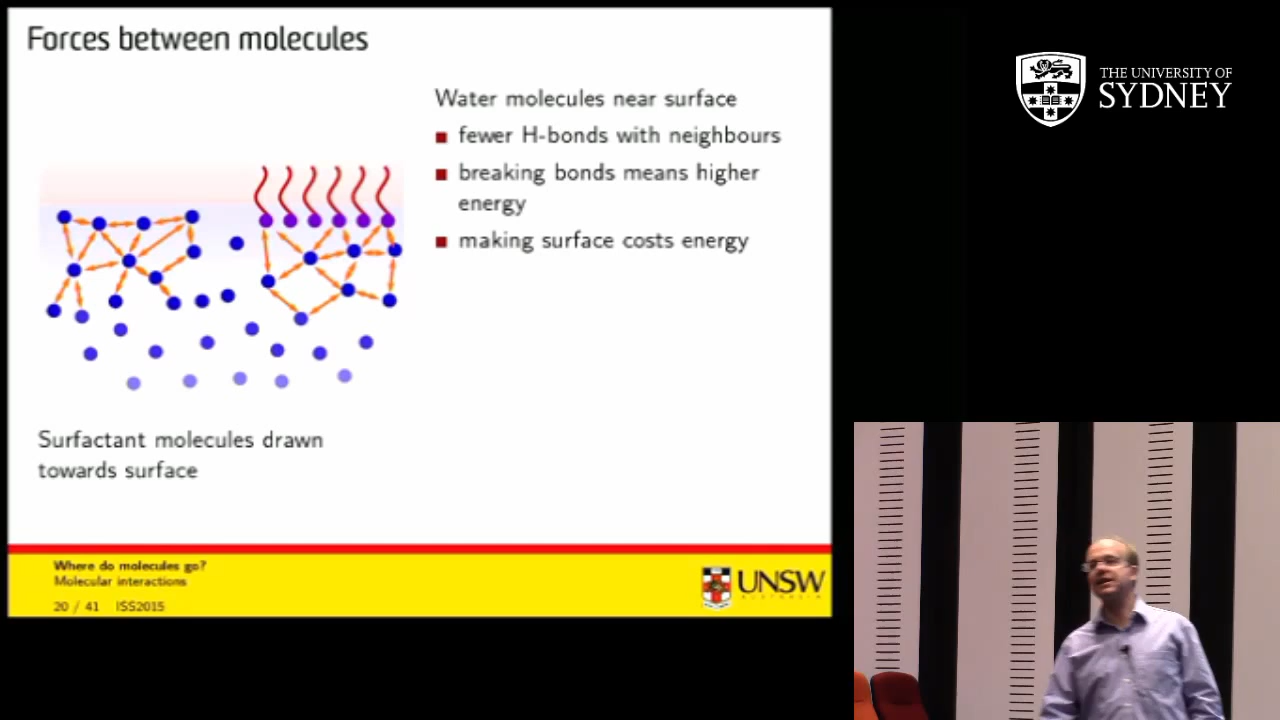 Forces between molecules
Water molecules near surface
fewer H-bonds with neighbours
breaking bonds means higher
energy
making surface costs energy
Surfactant molecules drawn
towards surface
Where do molecules go?
Molecular interactions
20 / 41 ISS2015
UNSW
AUSTRALIA
THE UNIVERSITY OF
SYDNEY